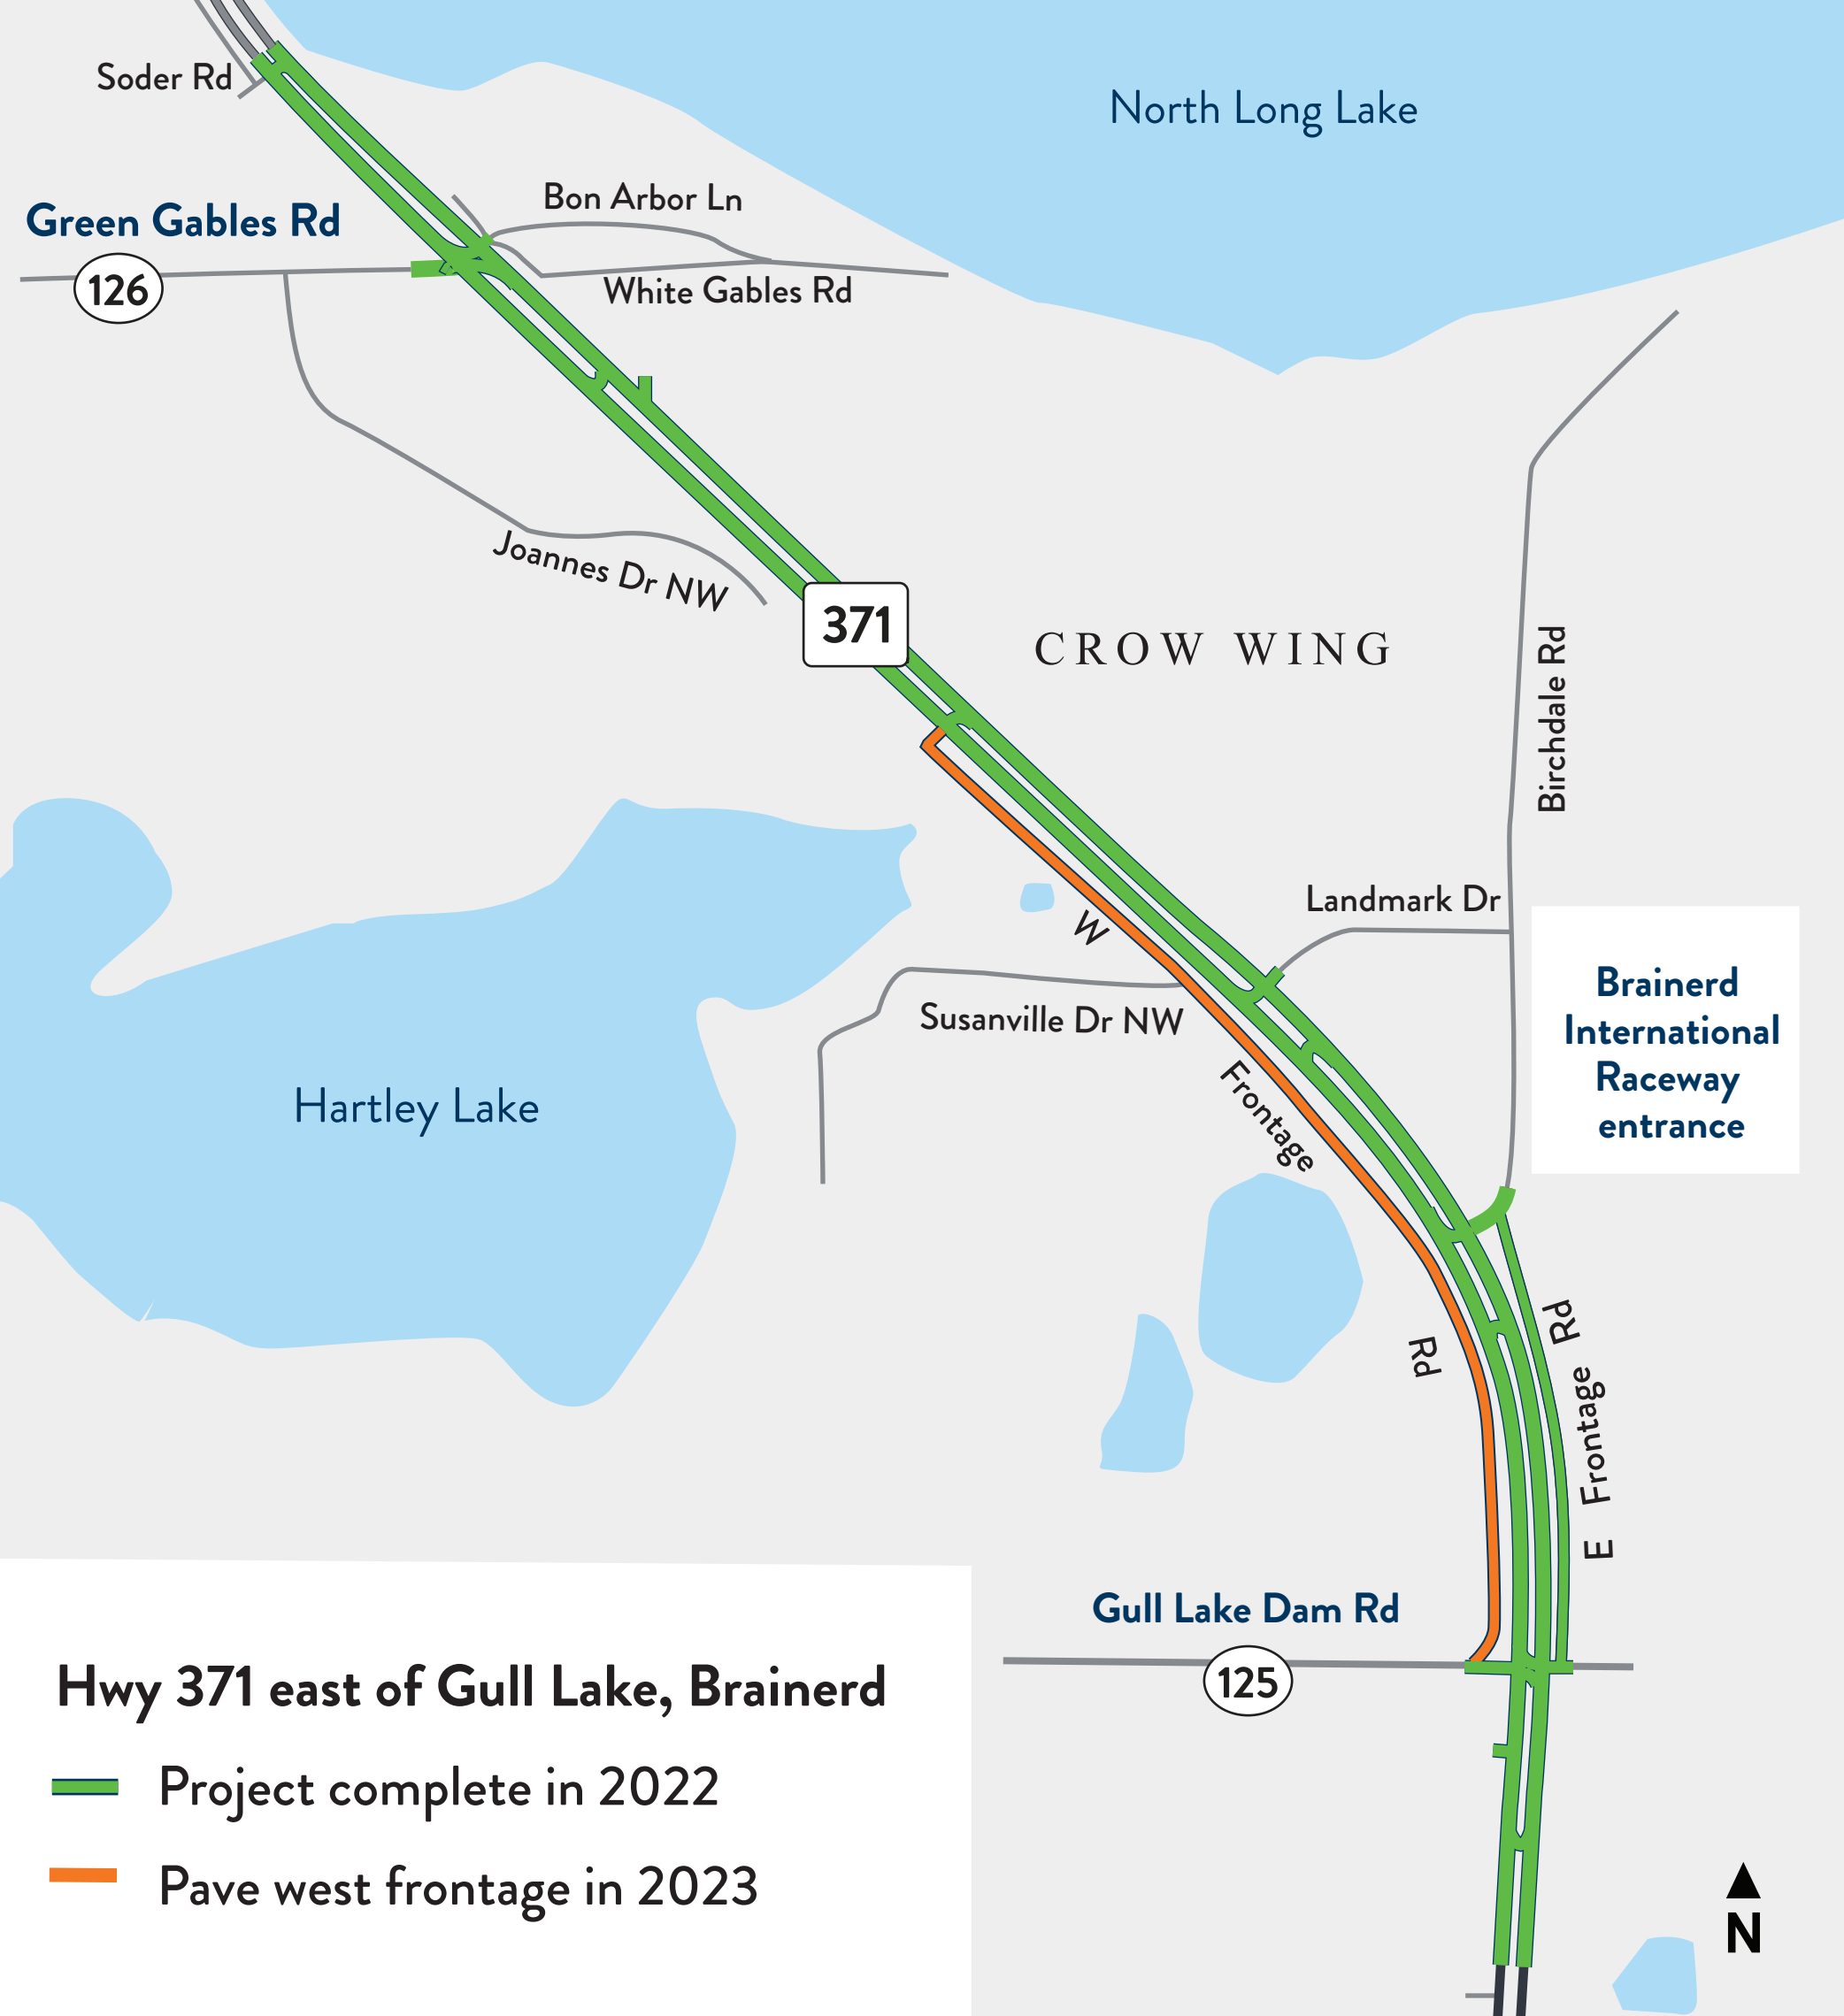 Soder Rd
North Long Lake
Bon Arbor Ln
Green Gables Rd
126
White Gables Rd
Joannes Dr NW
371
CROW WING
Birchdale Rd
Landmark Dr
W
Frontage
Rd
Susanville Dr NW
Brainerd
International
Raceway
entrance
Hartley Lake
E Frontage Rd
Gull Lake Dam Rd
125
Hwy 371 east of Gull Lake, Brainerd
Project complete in 2022
Pave west frontage in 2023
N